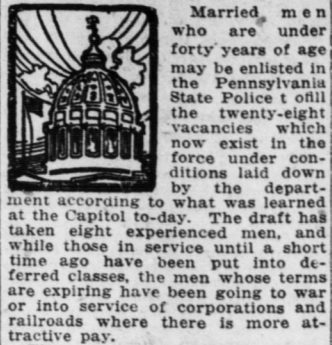 Married men
who are under
forty years of age
may be enlisted in
the Pennsylvania
State Police t ofill
the twenty-eight
vacancies which
now exist in the
force under con-
ditions laid down
by the depart-
ment according to what was learned
at the Capitol to-day. The draft has
taken eight experienced men, and
while those in service until a short
time ago have been put into de-
ferred classes, the men whose terms
are expiring have been going to war
or into service of corporations and
railroads where there is more at-
tractive pay.